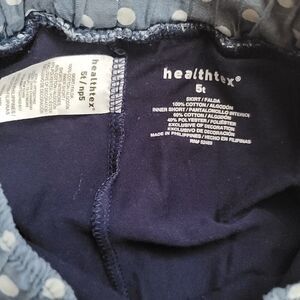 healthtex®
5t
SKIRT / FALDA
100% COTTON / ALGODÓN
INNER SHORT / PANTALONCILLO INTERIOR
60% COTTON / ALGODÓN
40% POLYESTER / POLIÉSTER
EXCLUSIVE OF DECORATION
EXCLUSIVO DE DECORACIÓN
MADE IN PHILIPPINES / HECHO EN FILIPINAS
RN#
healthtex®
5t / np5